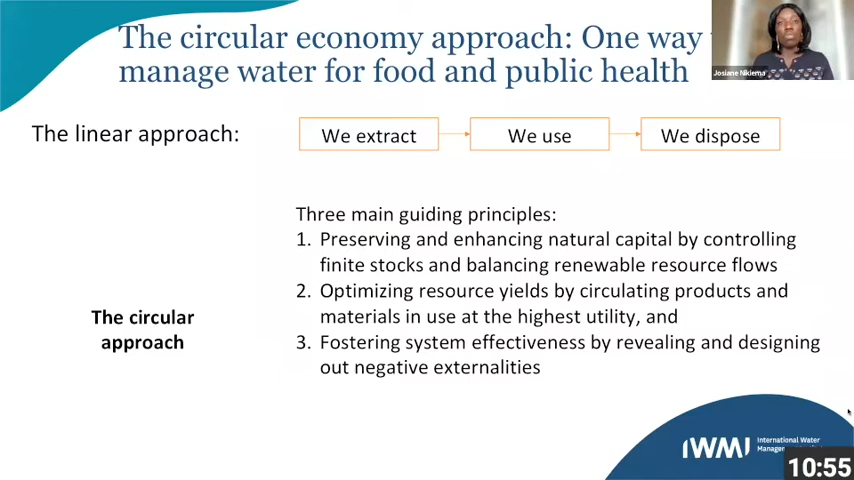 The circular economy approach: One way
manage water for food and public health
Josiane Nikiema
The linear approach:
We extract
We use
We dispose
Three main guiding principles:
1. Preserving and enhancing natural capital by controlling
finite stocks and balancing renewable resource flows
2. Optimizing resource yields by circulating products and
materials in use at the highest utility, and
3. Fostering system effectiveness by revealing and designing
out negative externalities
The circular
approach
IWMI
International Water
10:55